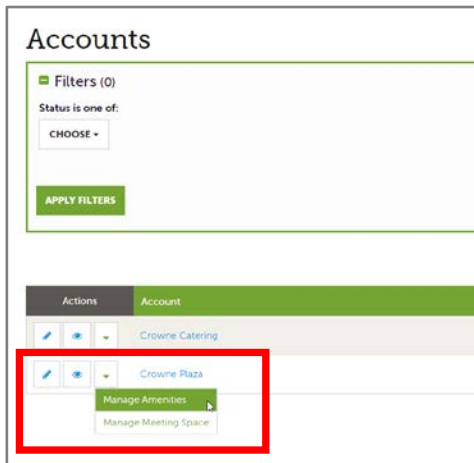 Accounts
Filters (0)
Status is one of:
CHOOSE
APPLY FILTERS
Actions Account
Crowne Catering
Crowne Plaza
Manage Amenities
Manage Meeting Space